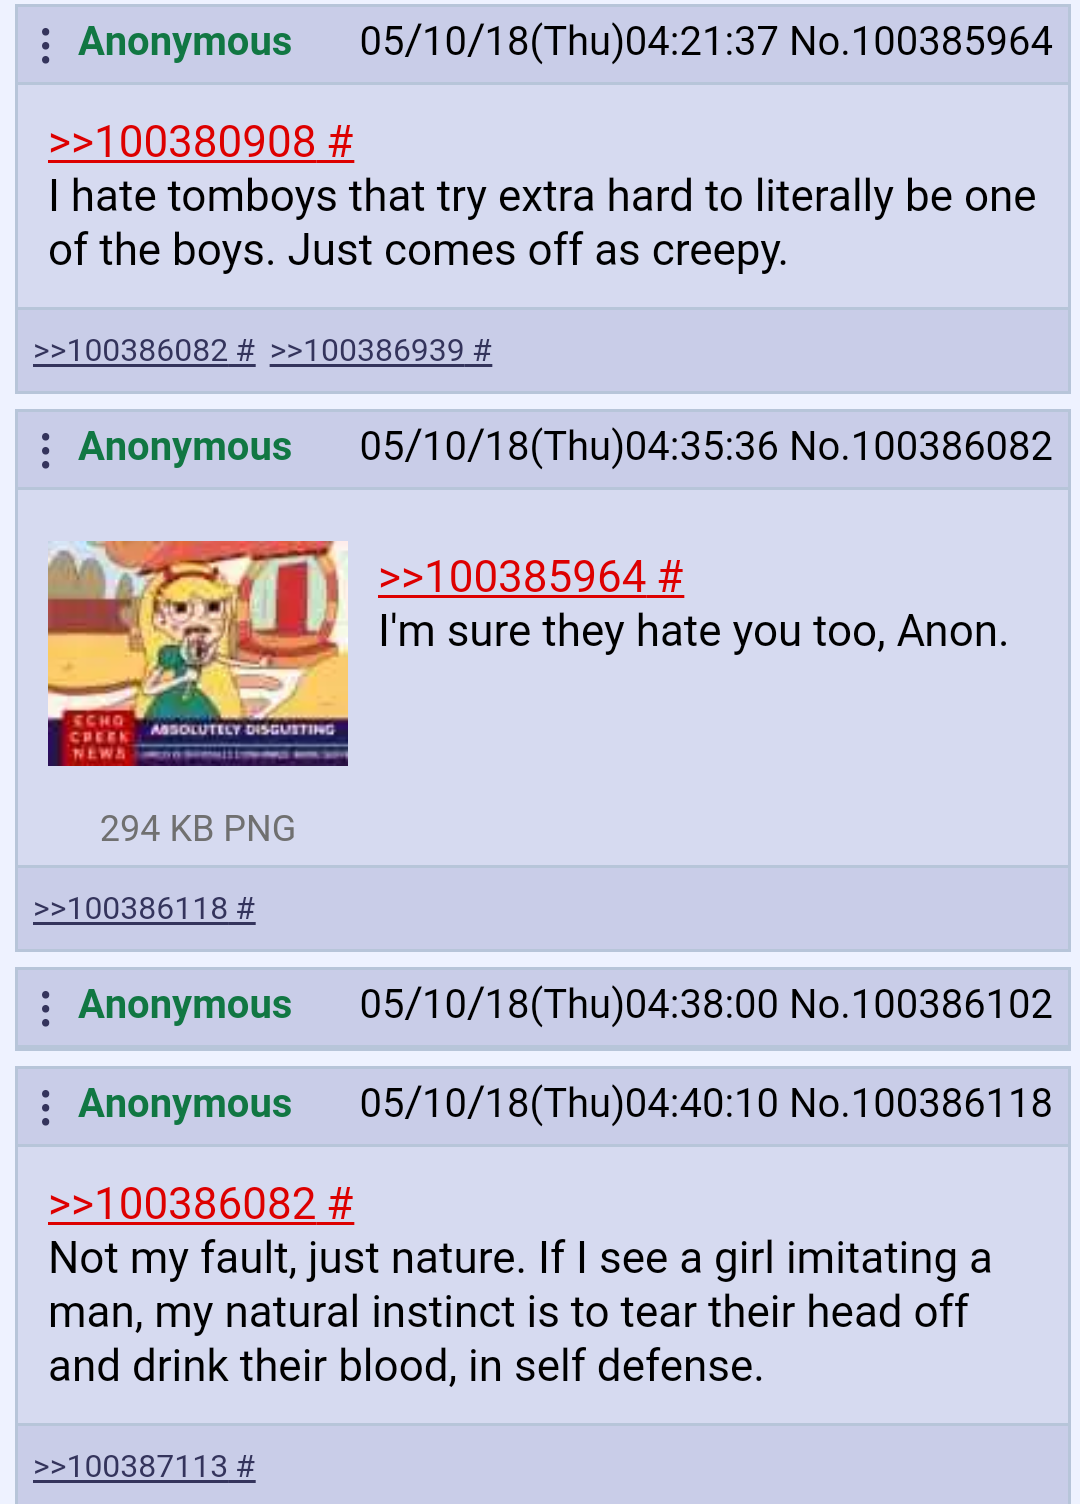 Anonymous 05/10/18(Thu)04:21:37 No.100385964
>>100380908 #
I hate tomboys that try extra hard to literally be one
of the boys. Just comes off as creepy.
>>100386082 # >>100386939 #
Anonymous 05/10/18(Thu)04:35:36 No.100386082
>>100385964 #
I'm sure they hate you too, Anon.
ECHO
CREEK
NEWS
ABSOLUTELY DISGUSTING
294 KB PNG
>>100386118 #
Anonymous 05/10/18(Thu)04:38:00 No.100386102
Anonymous 05/10/18(Thu)04:40:10 No.100386118
>>100386082 #
Not my fault, just nature. If I see a girl imitating a
man, my natural instinct is to tear their head off
and drink their blood, in self defense.
>>100387113 #